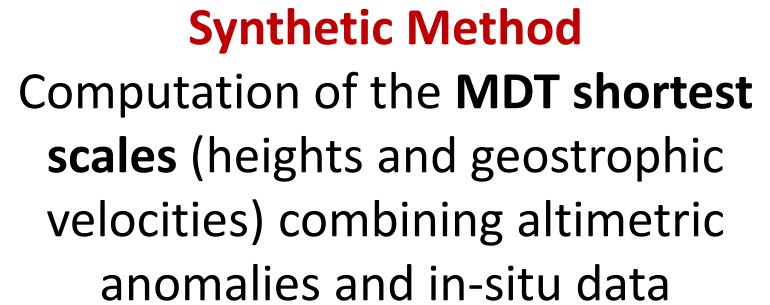 Synthetic Method
Computation of the MDT shortest
scales (heights and geostrophic
velocities) combining altimetric
anomalies and in-situ data